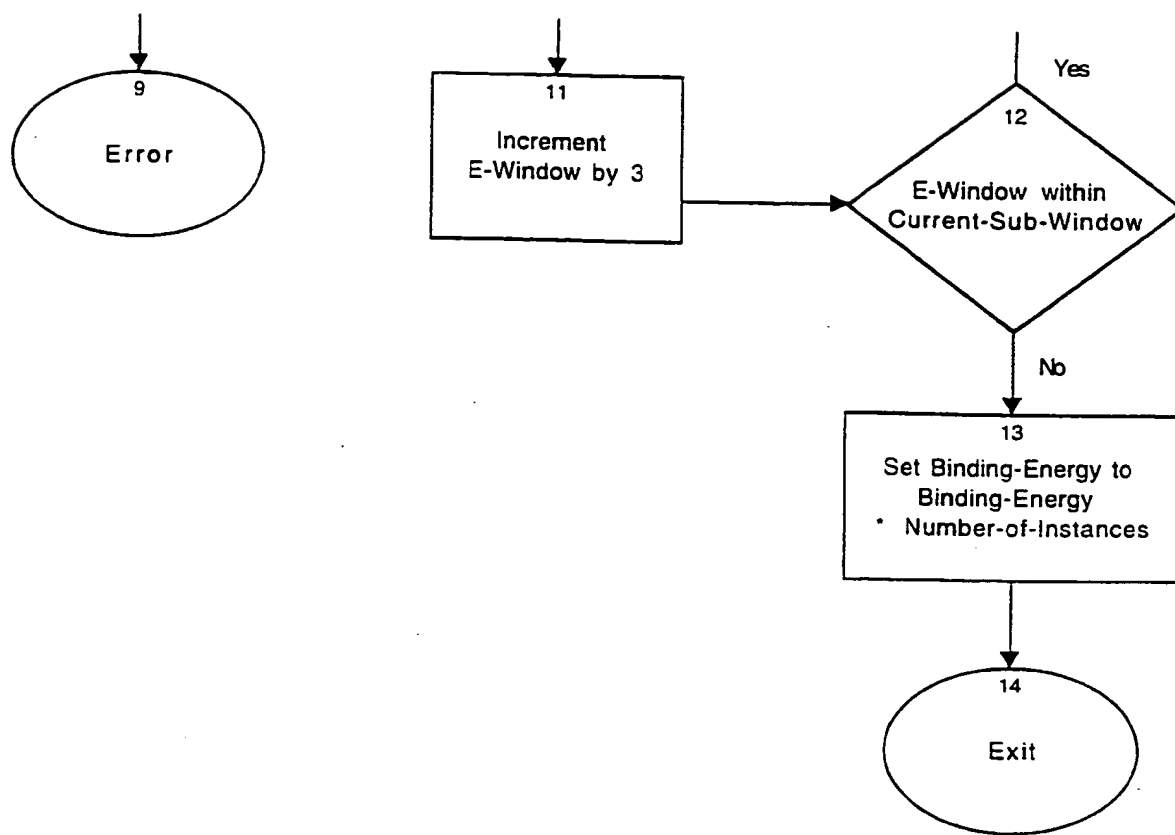 9
Error
11
Increment
E-Window by 3
Yes
12
E-Window within
Current-Sub-Window
No
13
Set Binding-Energy to
Binding-Energy
* Number-of-Instances
14
Exit